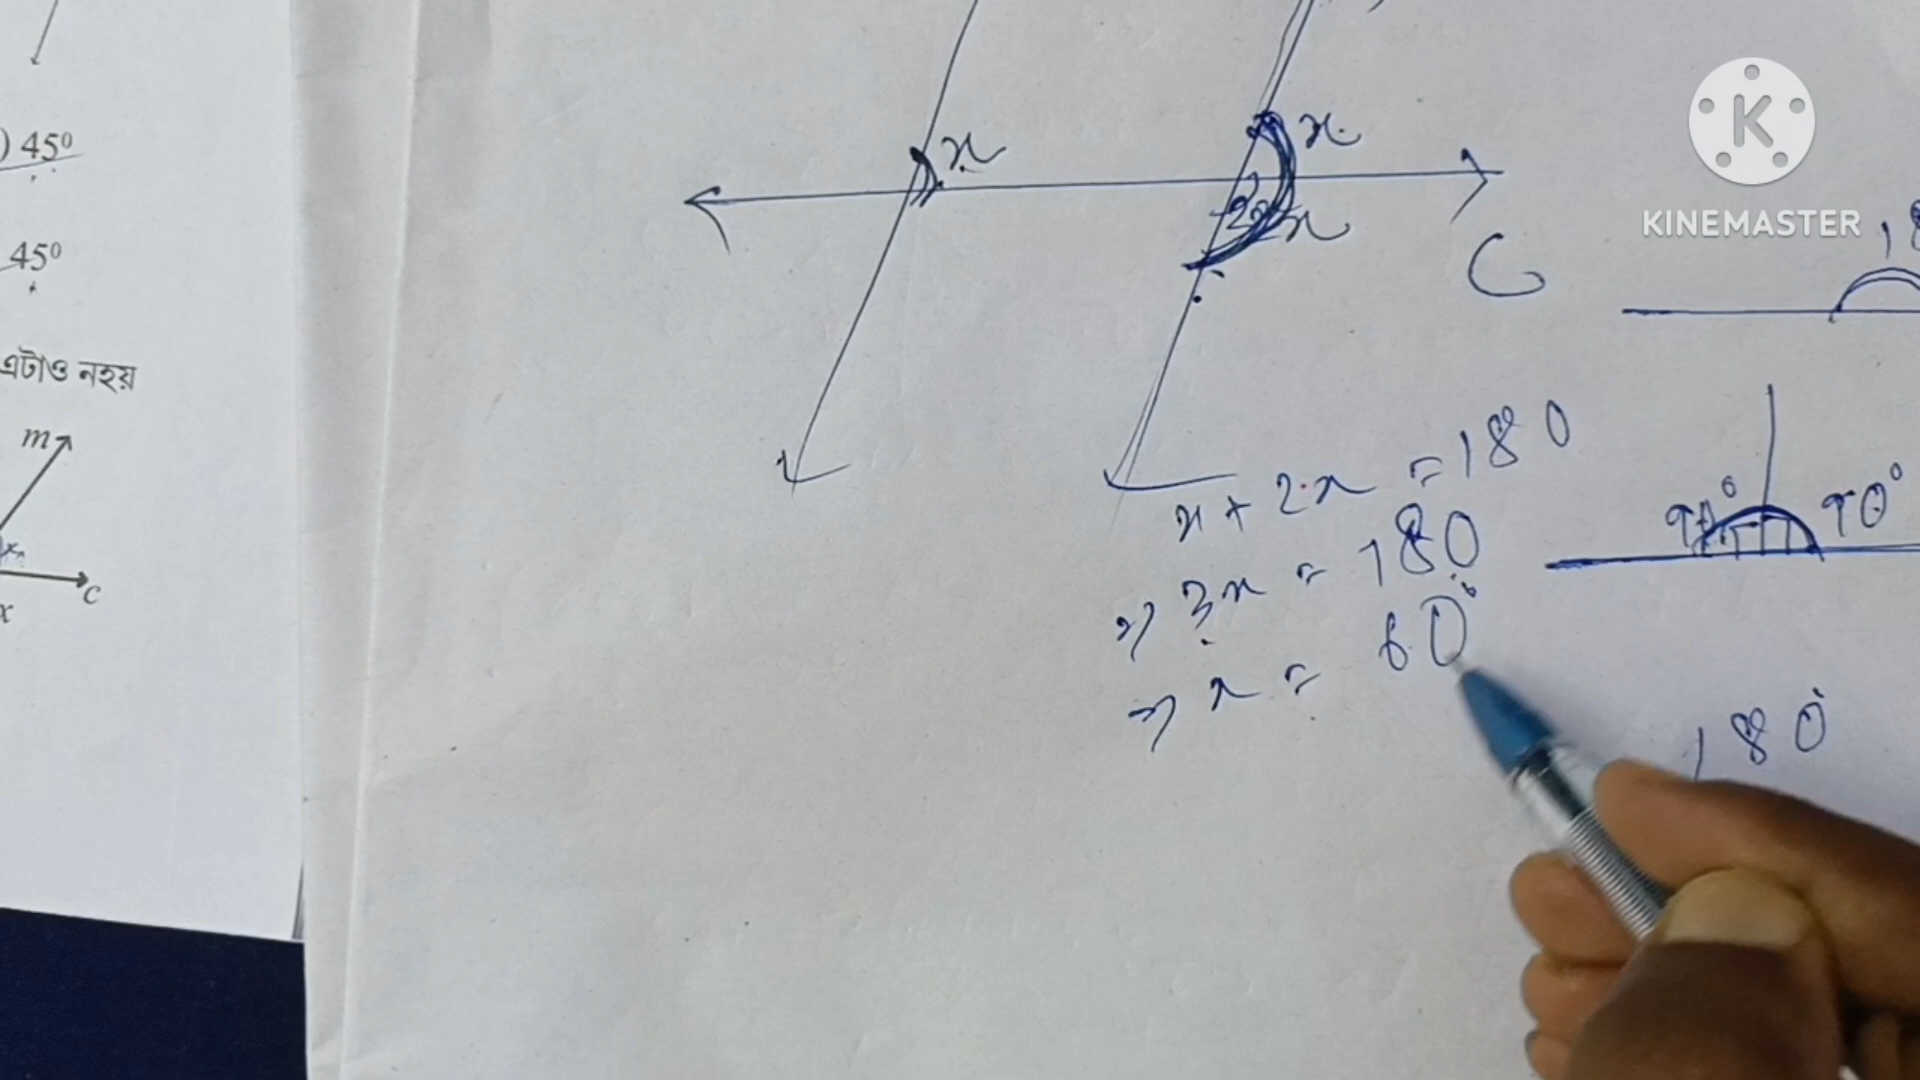 ) 45⁰
45⁰
এটাও নহয়
m
x
c
x
x
x
2x
C
x + 2x = 180
⇒ 3x = 180
⇒ x = 60°
90° 90°
180°
K
KINEMASTER